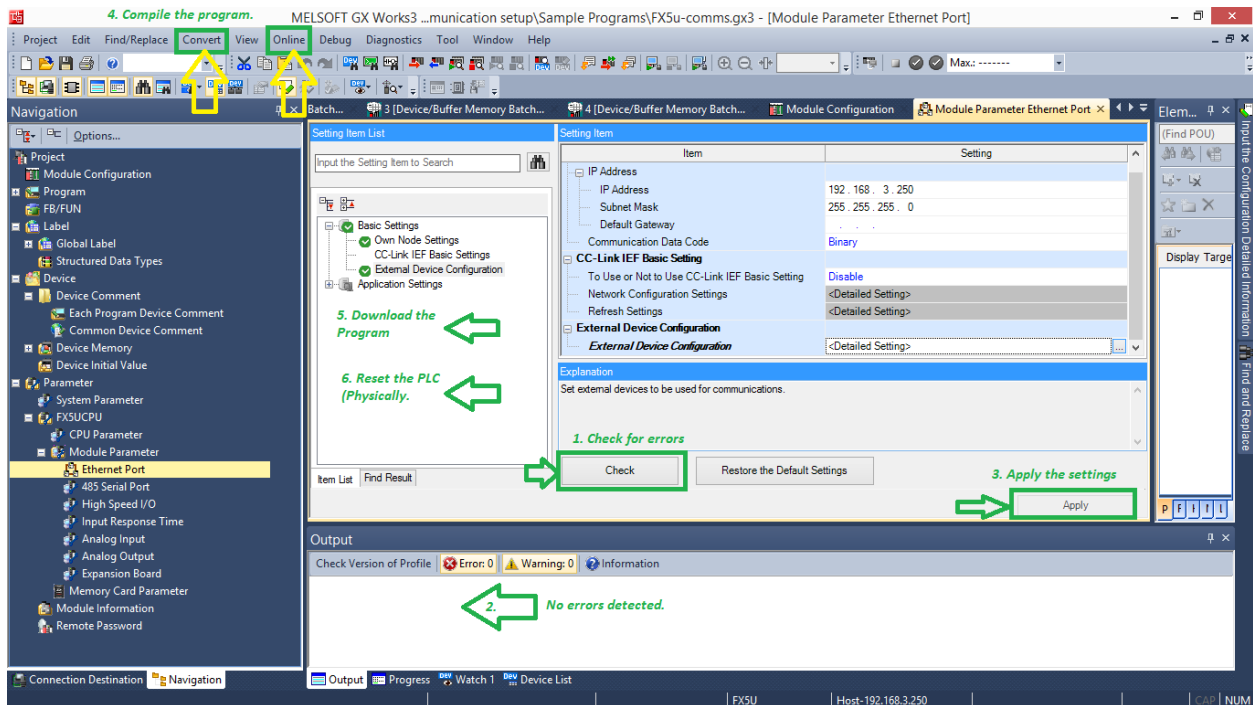 4. Compile the program.
MELSOFT GX Works3 ...munication setup\Sample Programs\FX5u-comms.gx3 - [Module Parameter Ethernet Port]
Project Edit Find/Replace Convert View Online Debug Diagnostics Tool Window Help
Max.: -------
Navigation
Batch...
3 [Device/Buffer Memory Batch...
4 [Device/Buffer Memory Batch...
Module Configuration
Module Parameter Ethernet Port
Elem...
Options...
Project
Module Configuration
Program
FB/FUN
Label
Global Label
Structured Data Types
Device
Device Comment
Each Program Device Comment
Common Device Comment
Device Memory
Device Initial Value
Parameter
System Parameter
FX5UCPU
CPU Parameter
Module Parameter
Ethernet Port
485 Serial Port
High Speed I/O
Input Response Time
Analog Input
Analog Output
Expansion Board
Memory Card Parameter
Module Information
Remote Password
Setting Item List
Input the Setting Item to Search
Basic Settings
Own Node Settings
CC-Link IEF Basic Settings
External Device Configuration
Application Settings
5. Download the
Program
6. Reset the PLC
(Physically.
Item List Find Result
Setting Item
Item Setting
IP Address
IP Address 192 . 168 . 3 . 250
Subnet Mask 255 . 255 . 255 . 0
Default Gateway . . .
Communication Data Code Binary
CC-Link IEF Basic Setting
To Use or Not to Use CC-Link IEF Basic Setting Disable
Network Configuration Settings <Detailed Setting>
Refresh Settings <Detailed Setting>
External Device Configuration
External Device Configuration <Detailed Setting> ...
Explanation
Set external devices to be used for communications.
1. Check for errors
Check Restore the Default Settings
3. Apply the settings
Apply
(Find POU)
Display Targe
Input the Configuration Detailed Information
Find and Replace
Output
Check Version of Profile Error: 0 Warning: 0 Information
2. No errors detected.
Connection Destination Navigation Output Progress Watch 1 Device List
FX5U Host-192.168.3.250 CAP NUM